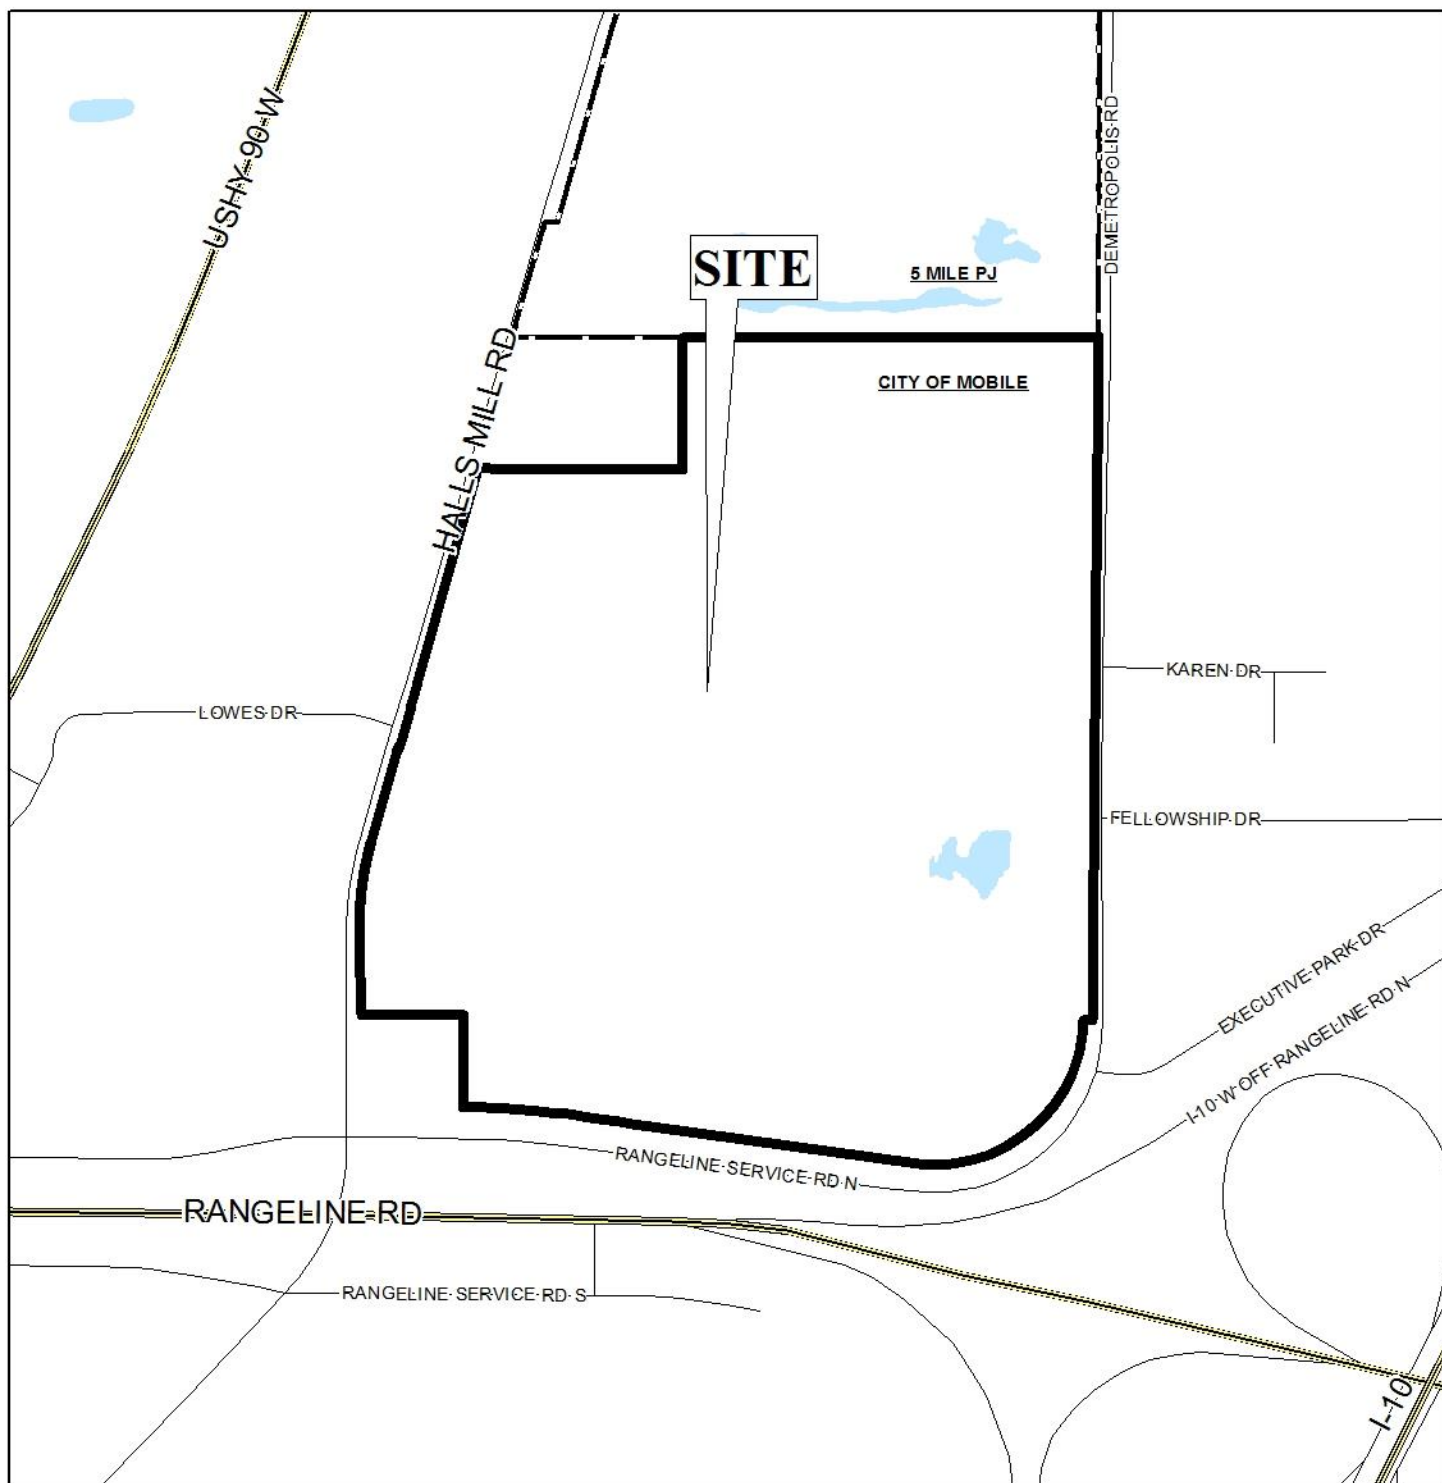 USHY 90 W
DEMETROPOLIS RD
SITE
5 MILE PJ
CITY OF MOBILE
HALLS MILL RD
KAREN DR
LOWES DR
FELLOWSHIP DR
EXECUTIVE PARK DR
I-10 W OFF RANGELINE RD N
RANGELINE SERVICE RD N
RANGELINE RD
RANGELINE SERVICE RD S
I-10